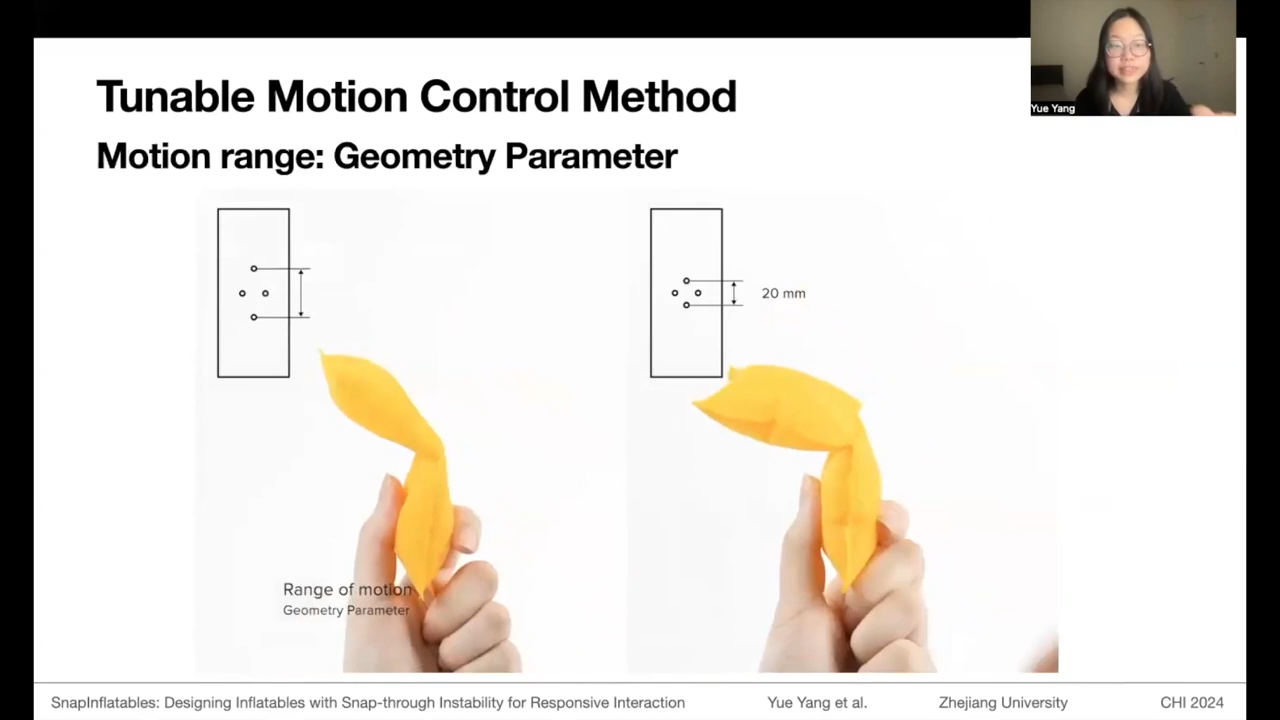 Tunable Motion Control Method
Motion range: Geometry Parameter
Yue Yang
20 mm
Range of motion
Geometry Parameter
SnapInflatables: Designing Inflatables with Snap-through Instability for Responsive Interaction
Yue Yang et al.
Zhejiang University
CHI 2024